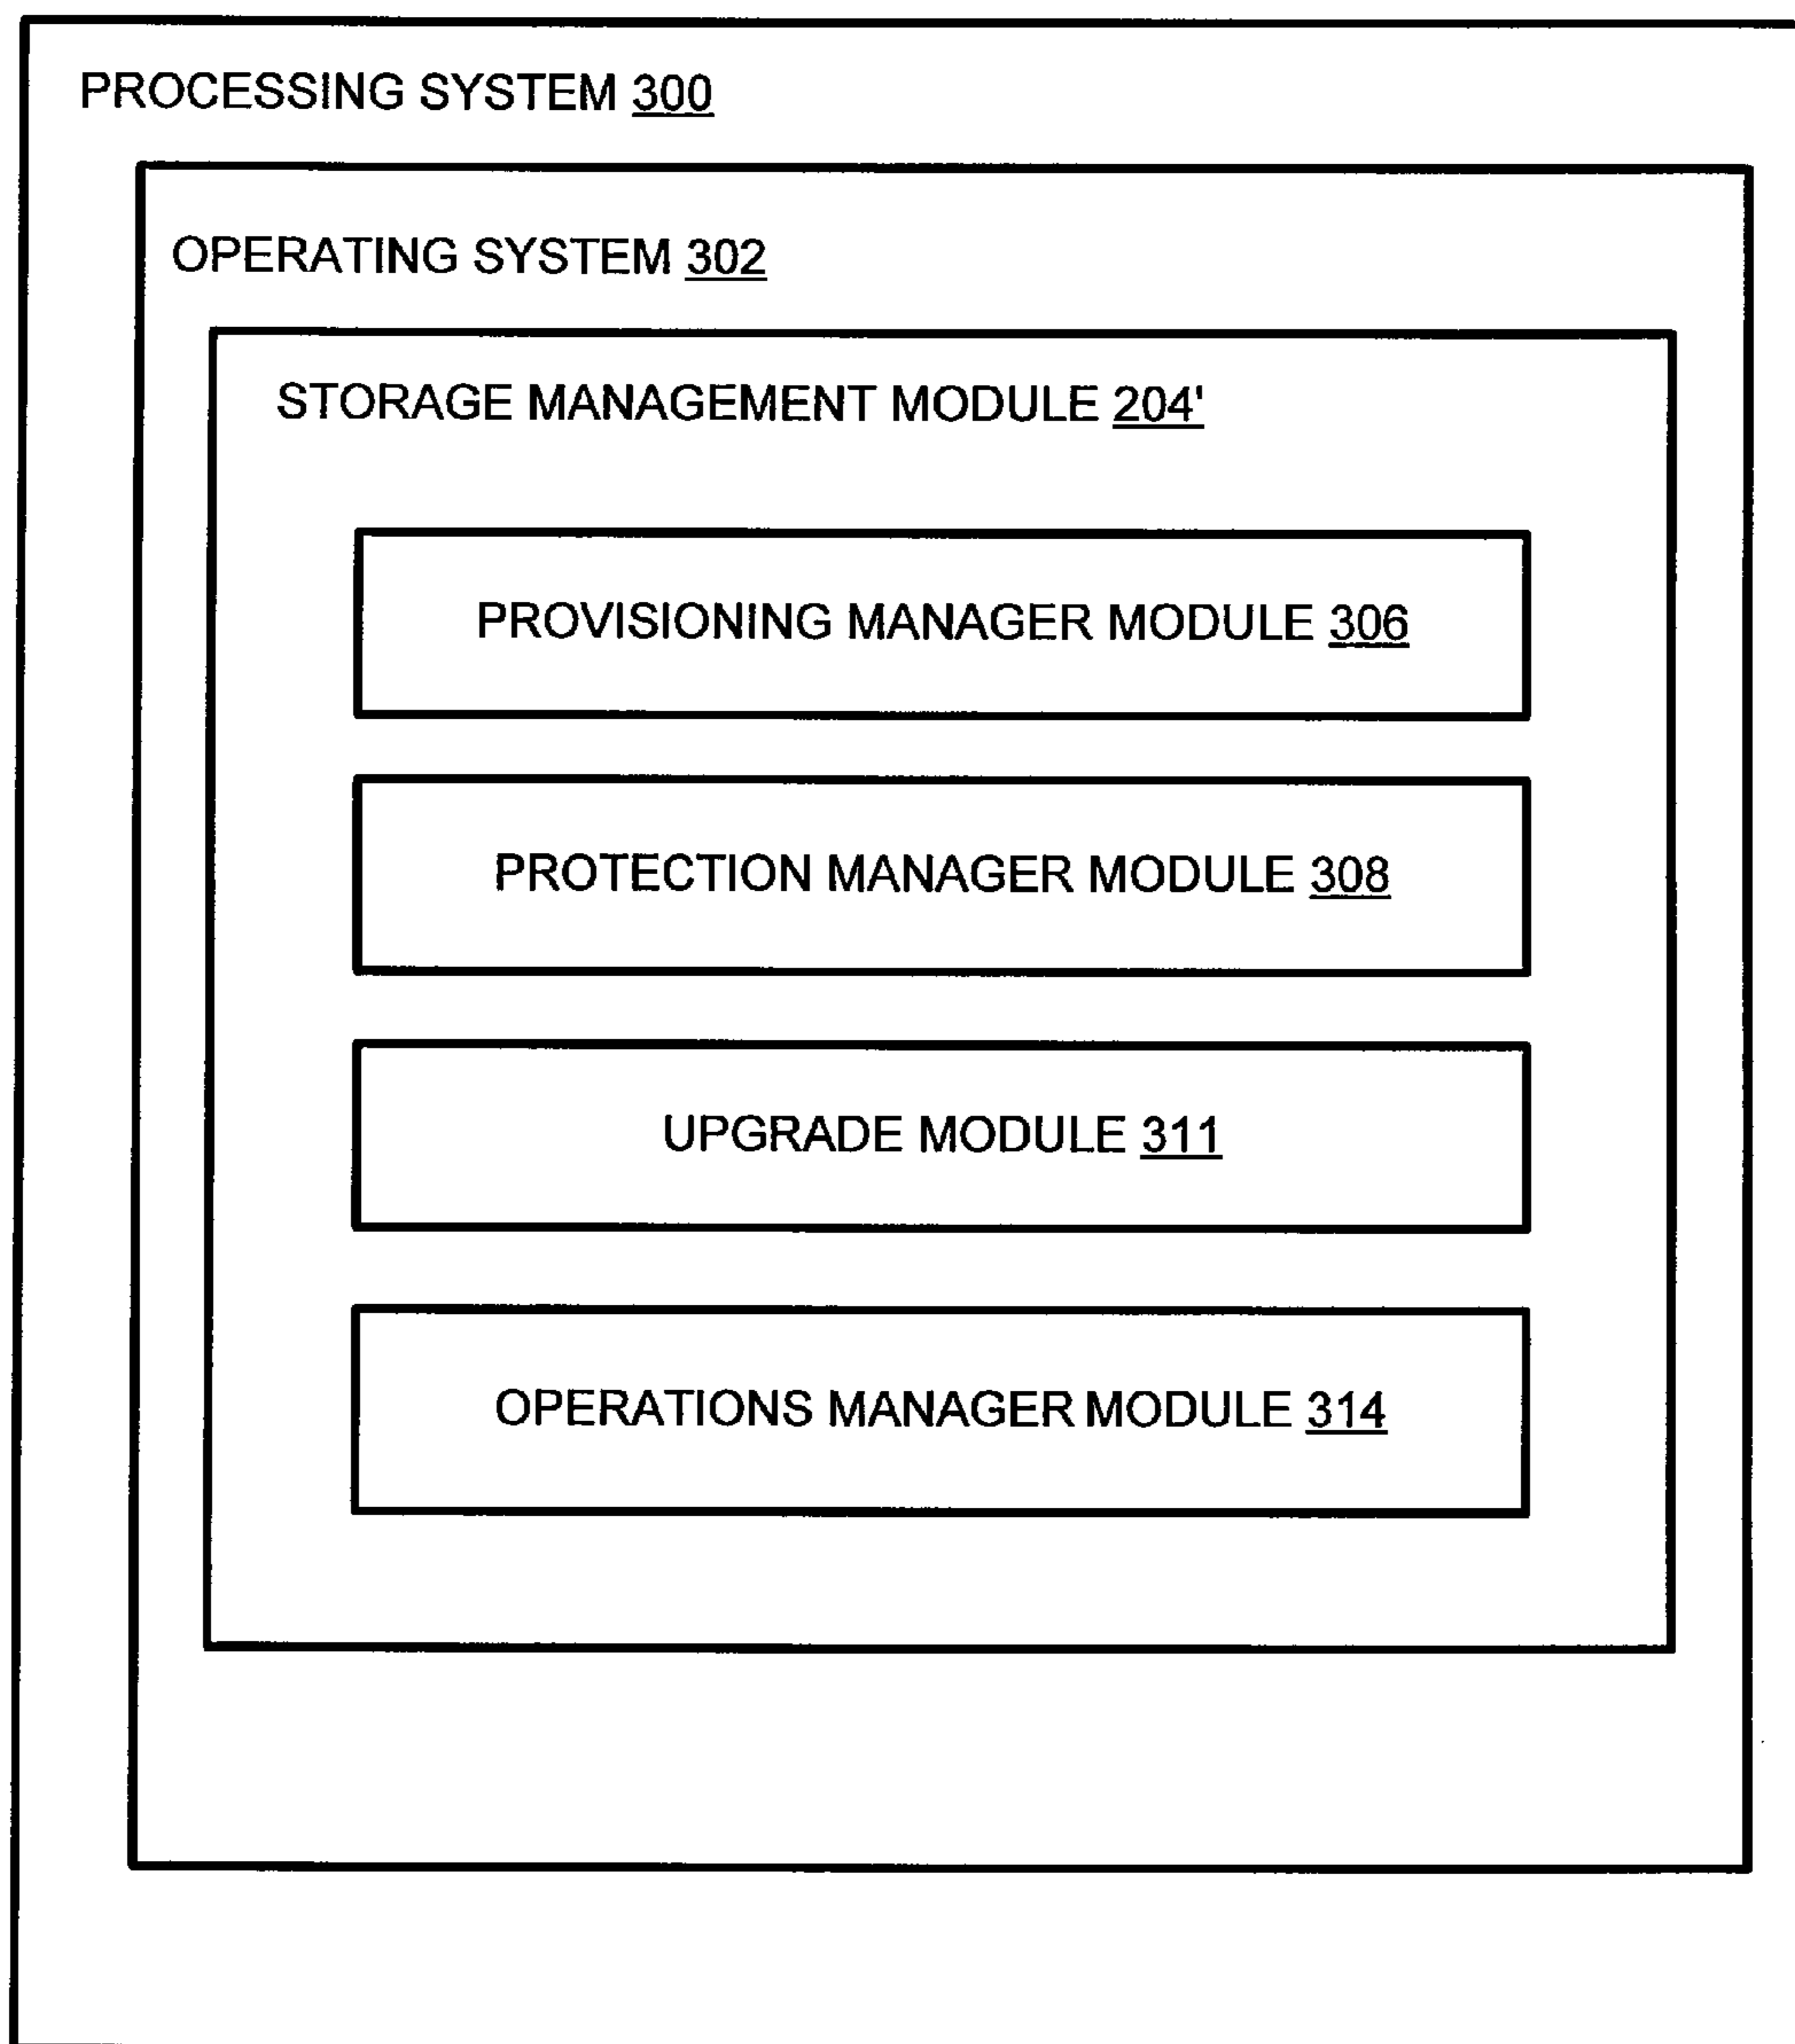 PROCESSING SYSTEM 300
OPERATING SYSTEM 302
STORAGE MANAGEMENT MODULE 204'
PROVISIONING MANAGER MODULE 306
PROTECTION MANAGER MODULE 308
UPGRADE MODULE 311
OPERATIONS MANAGER MODULE 314